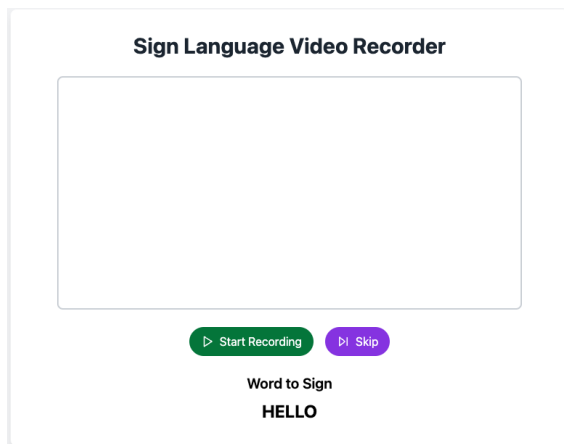 Sign Language Video Recorder
Start Recording Skip
Word to Sign
HELLO